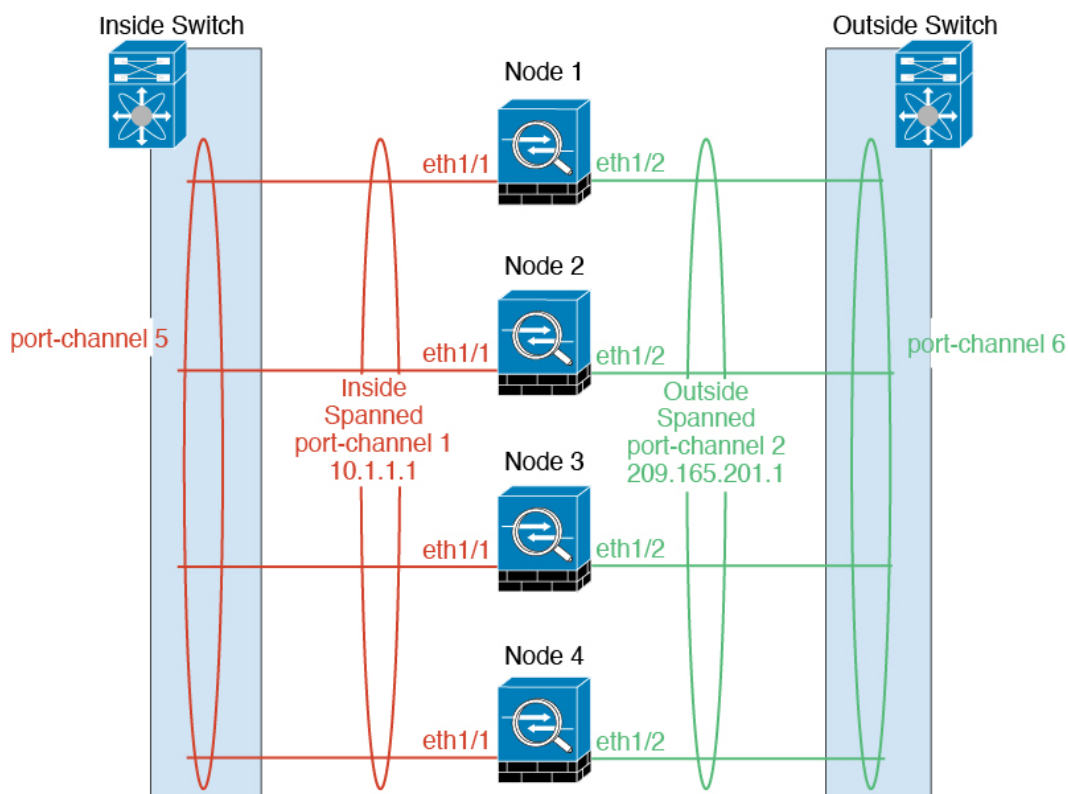 Inside Switch
Outside Switch
Node 1
eth1/1
eth1/2
Node 2
port-channel 5
eth1/1
eth1/2
port-channel 6
Inside
Spanned
port-channel 1
10.1.1.1
Outside
Spanned
port-channel 2
209.165.201.1
Node 3
eth1/1
eth1/2
Node 4
eth1/1
eth1/2